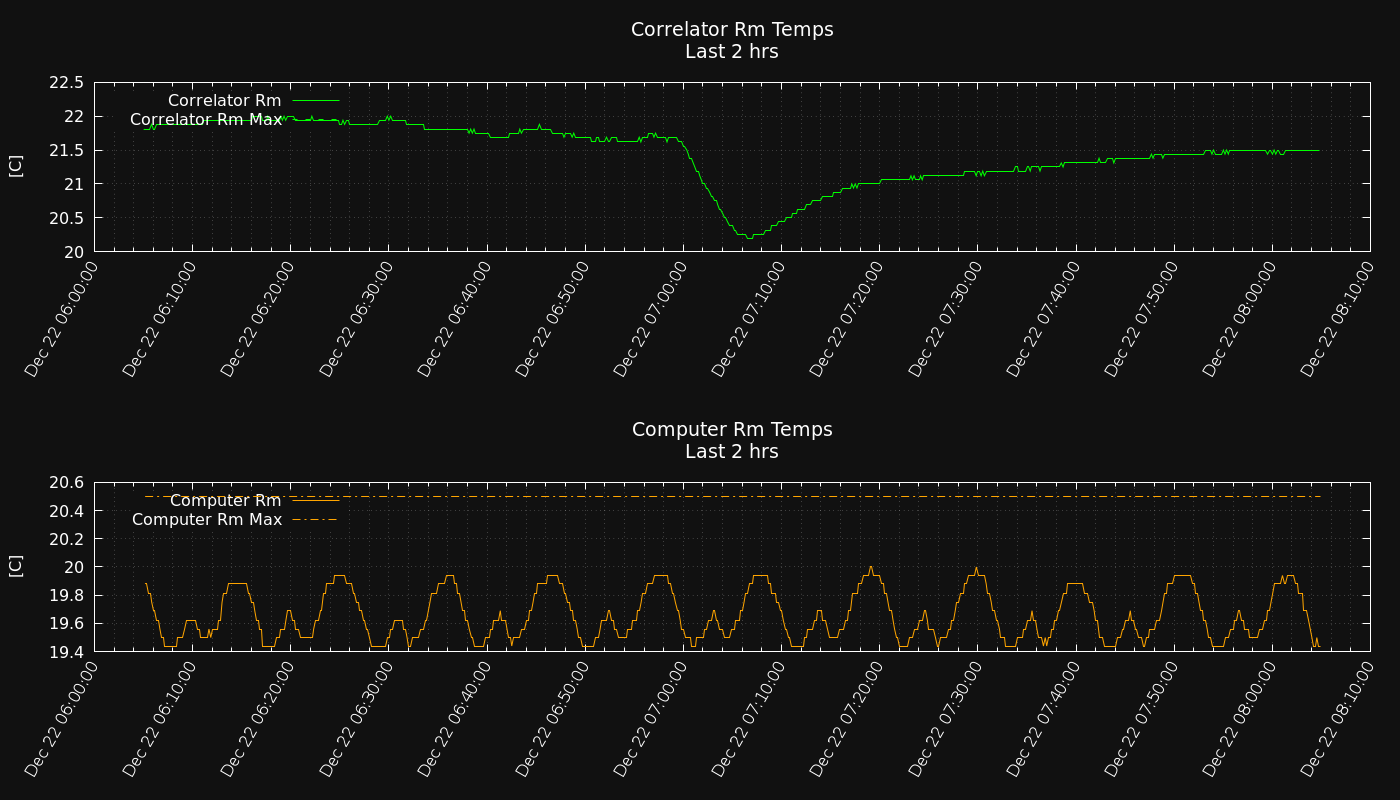 Correlator Rm Temps
Last 2 hrs
22.5
22
21.5
21
20.5
20
[C]
Correlator Rm
Correlator Rm Max
Dec 22 06:00:00
Dec 22 06:10:00
Dec 22 06:20:00
Dec 22 06:30:00
Dec 22 06:40:00
Dec 22 06:50:00
Dec 22 07:00:00
Dec 22 07:10:00
Dec 22 07:20:00
Dec 22 07:30:00
Dec 22 07:40:00
Dec 22 07:50:00
Dec 22 08:00:00
Dec 22 08:10:00
Computer Rm Temps
Last 2 hrs
20.6
20.4
20.2
20
19.8
19.6
19.4
[C]
Computer Rm
Computer Rm Max
Dec 22 06:00:00
Dec 22 06:10:00
Dec 22 06:20:00
Dec 22 06:30:00
Dec 22 06:40:00
Dec 22 06:50:00
Dec 22 07:00:00
Dec 22 07:10:00
Dec 22 07:20:00
Dec 22 07:30:00
Dec 22 07:40:00
Dec 22 07:50:00
Dec 22 08:00:00
Dec 22 08:10:00